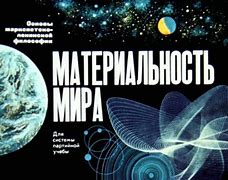 Основы
марксистско-
ленинской
философии
МАТЕРИАЛЬНОСТЬ
МИРА
Для
системы
партийной
учебы